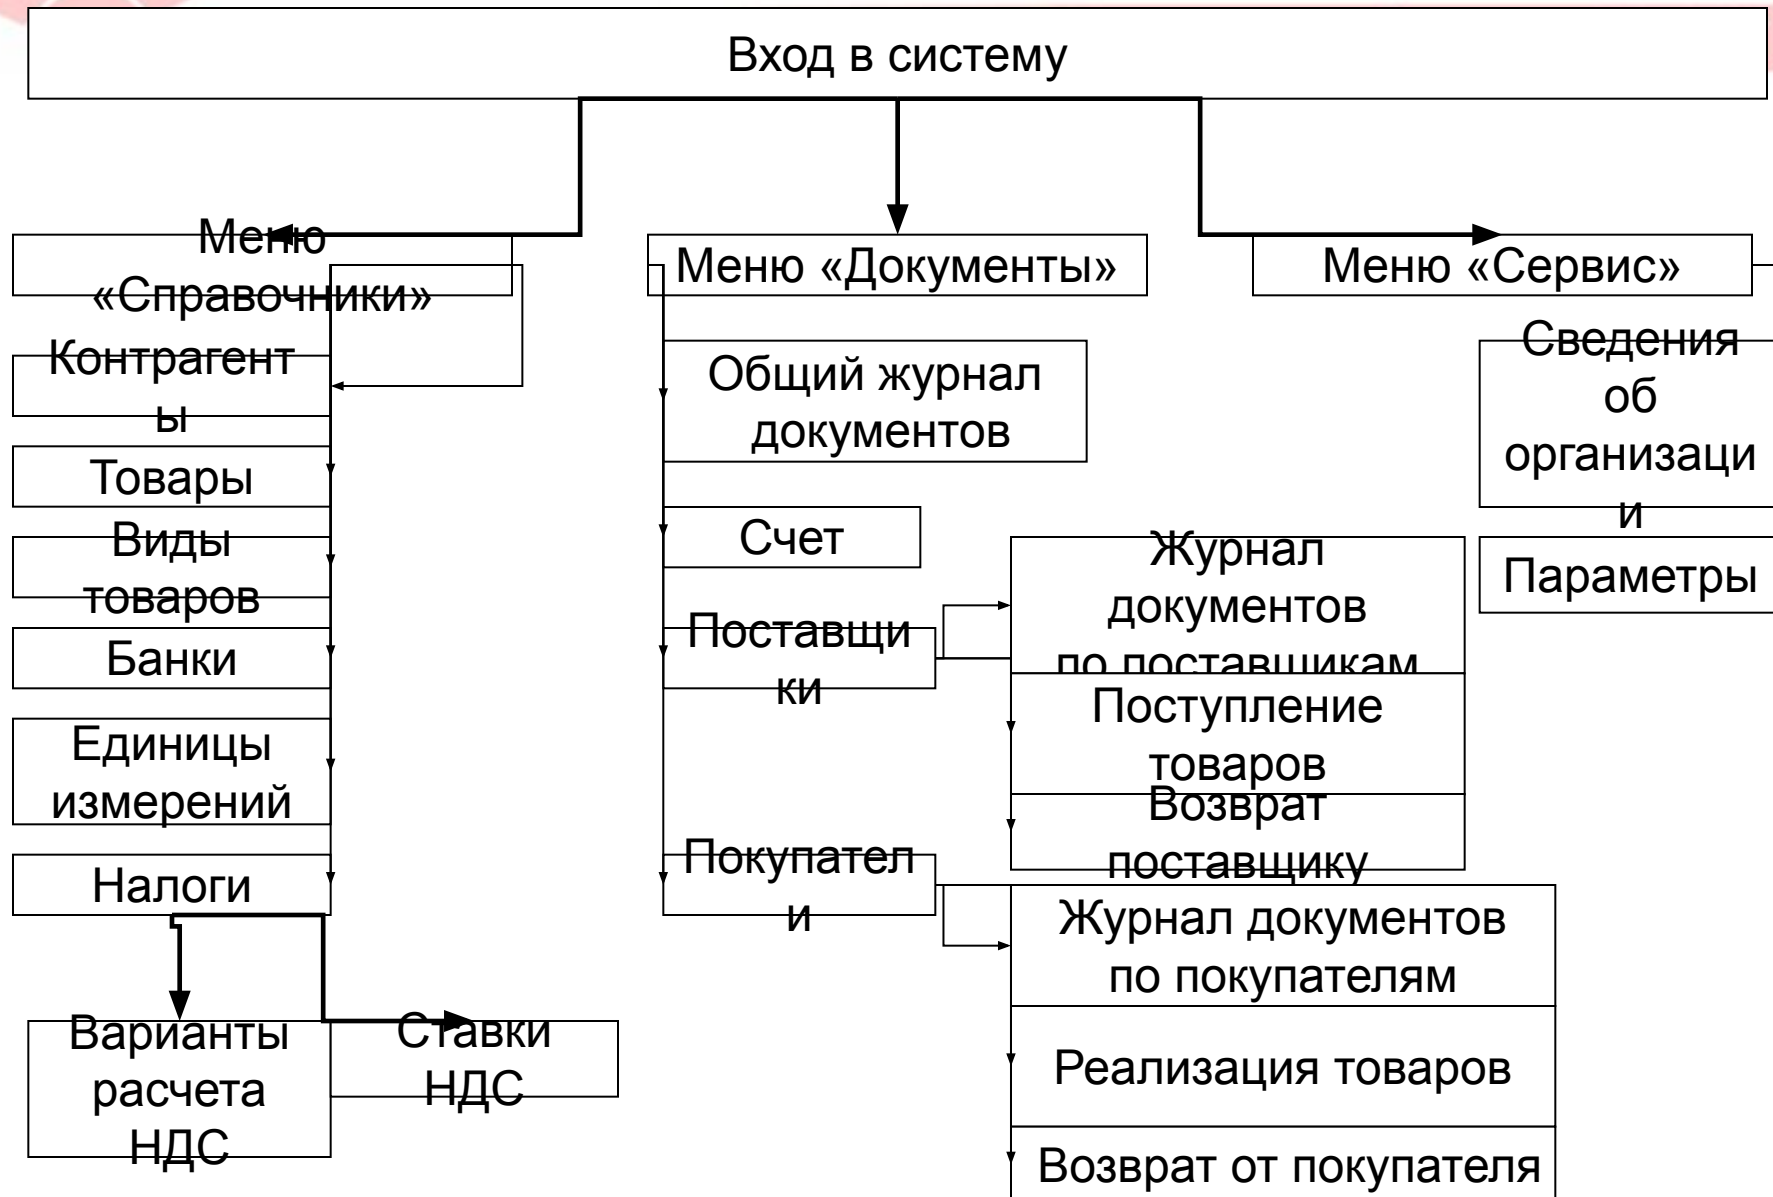 Вход в систему
Меню
«Справочники»
Контрагент
ы
Товары
Виды
товаров
Банки
Единицы
измерений
Налоги
Варианты
расчета
НДС
Ставки
НДС
Меню «Документы»
Общий журнал
документов
Счет
Поставщи
ки
Журнал
документов
по поставщикам
Поступление
товаров
Возврат
поставщику
Покупател
и
Журнал документов
по покупателям
Реализация товаров
Возврат от покупателя
Меню «Сервис»
Сведения
об
организаци
и
Параметры